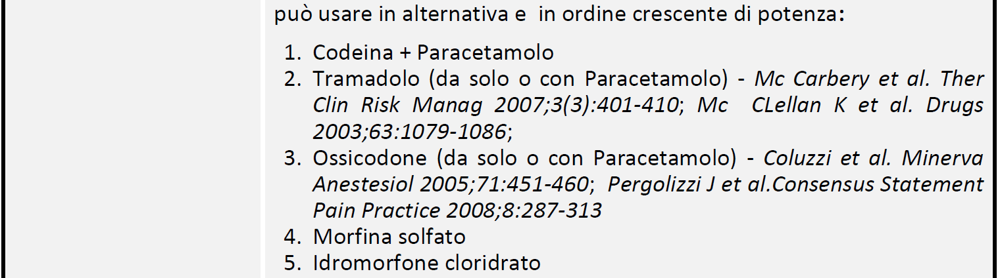 può usare in alternativa e  in ordine crescente di potenza:
1. Codeina + Paracetamolo
2. Tramadolo (da solo o con Paracetamolo) - Mc Carbery et al. Ther
Clin Risk Manag 2007;3(3):401-410; Mc  CLellan K et al. Drugs
2003;63:1079-1086;
3. Ossicodone (da solo o con Paracetamolo) - Coluzzi et al. Minerva
Anestesiol 2005;71:451-460;  Pergolizzi J et al.Consensus Statement
Pain Practice 2008;8:287-313
4. Morfina solfato
5. Idromorfone cloridrato